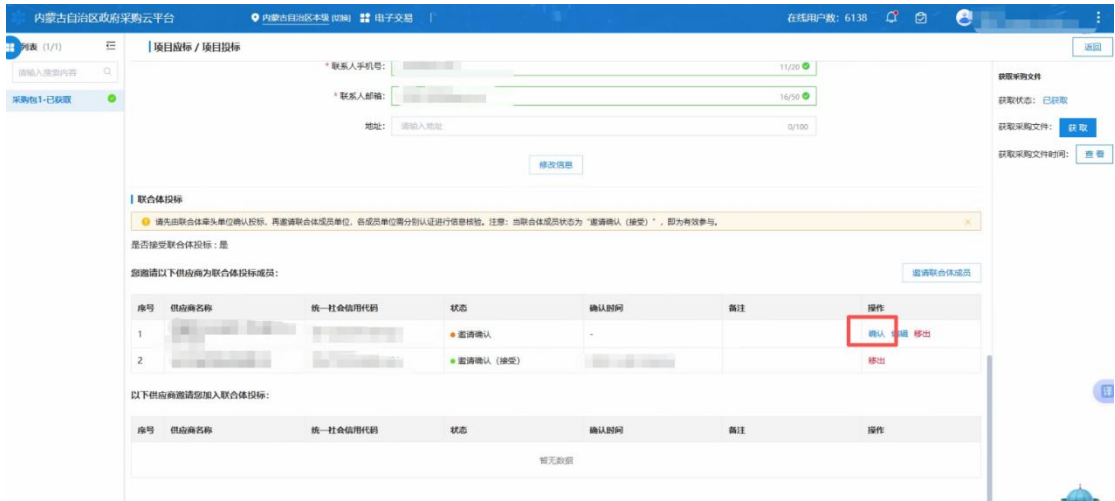 内蒙古自治区政府采购云平台 内蒙古自治区本级 [切换] 电子交易 在线用户数：6138
列表 (1/1) 项目应标 / 项目投标 返回
请输入搜索内容
采购包1-已获取
* 联系人手机号： 11/20
* 联系人邮箱： 16/50
地址： 请输入地址 0/100
修改信息
获取采购文件
获取状态： 已获取
获取采购文件： 获取
获取采购文件时间： 查看
联合体投标
请先由联合体牵头单位确认投标，再邀请联合体成员单位，各成员单位需分别认证进行信息核验。注意：当联合体成员状态为“邀请确认（接受）”，即为有效参与。
是否接受联合体投标：是
您邀请以下供应商为联合体投标成员： 邀请联合体成员
序号 供应商名称 统一社会信用代码 状态 确认时间 备注 操作
1 邀请确认 - 确认 编辑 移出
2 邀请确认（接受） 移出
以下供应商邀请您加入联合体投标：
序号 供应商名称 统一社会信用代码 状态 确认时间 备注 操作
暂无数据
译